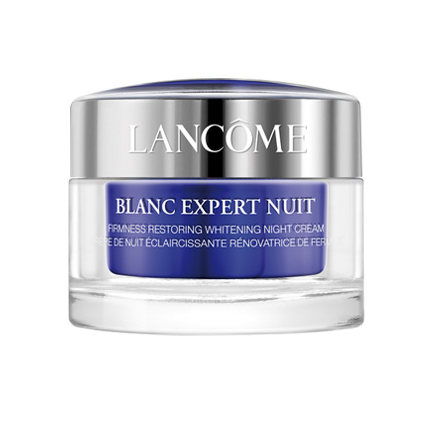 LANCÔME
BLANC EXPERT NUIT
FIRMNESS RESTORING WHITENING NIGHT CREAM
DE NUIT ÉCLAIRCISSANTE RÉNOVATRICE DE